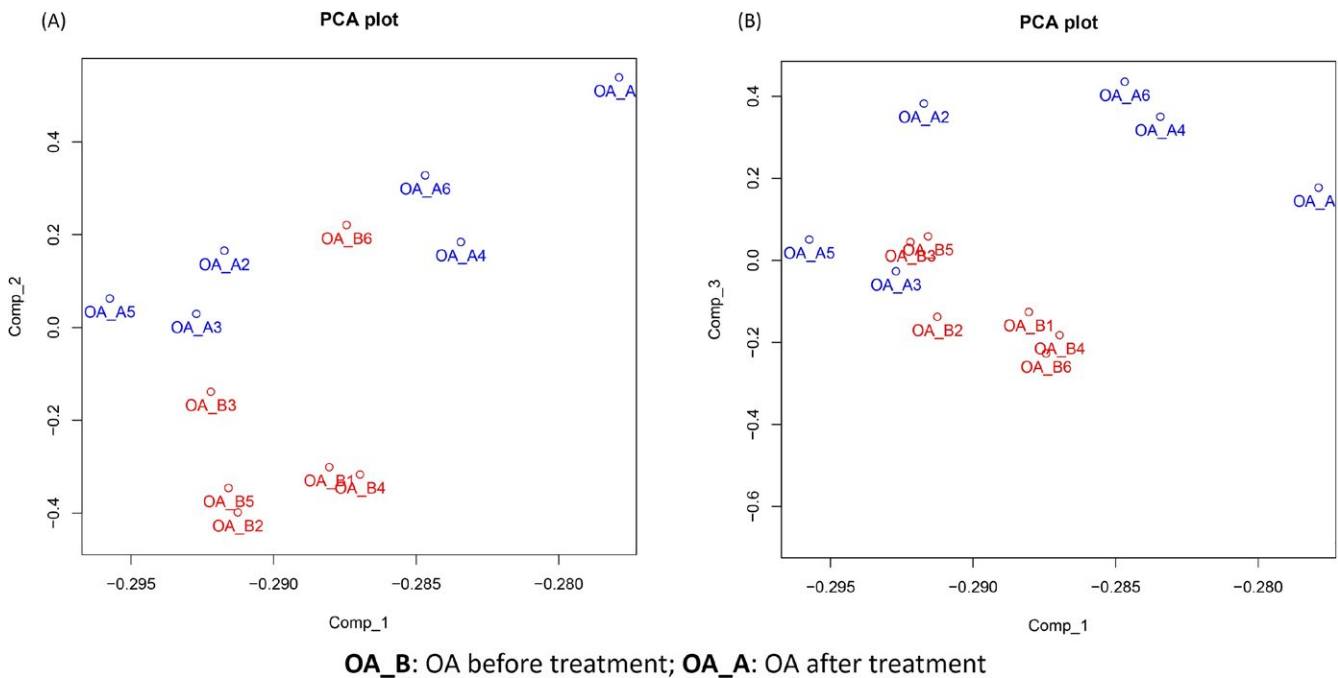 (A)
PCA plot
Comp_2
0.4
0.2
0.0
−0.2
−0.4
OA_A
OA_A6
OA_B6
OA_A4
OA_A2
OA_A5
OA_A3
OA_B3
OA_B1
OA_B4
OA_B5
OA_B2
−0.295
−0.290
−0.285
−0.280
Comp_1
(B)
PCA plot
Comp_3
0.4
0.2
0.0
−0.2
−0.4
−0.6
OA_A6
OA_A2
OA_A4
OA_A
OA_A5
OA_B5
OA_B3
OA_A3
OA_B2
OA_B1
OA_B4
OA_B6
−0.295
−0.290
−0.285
−0.280
Comp_1
OA_B: OA before treatment; OA_A: OA after treatment